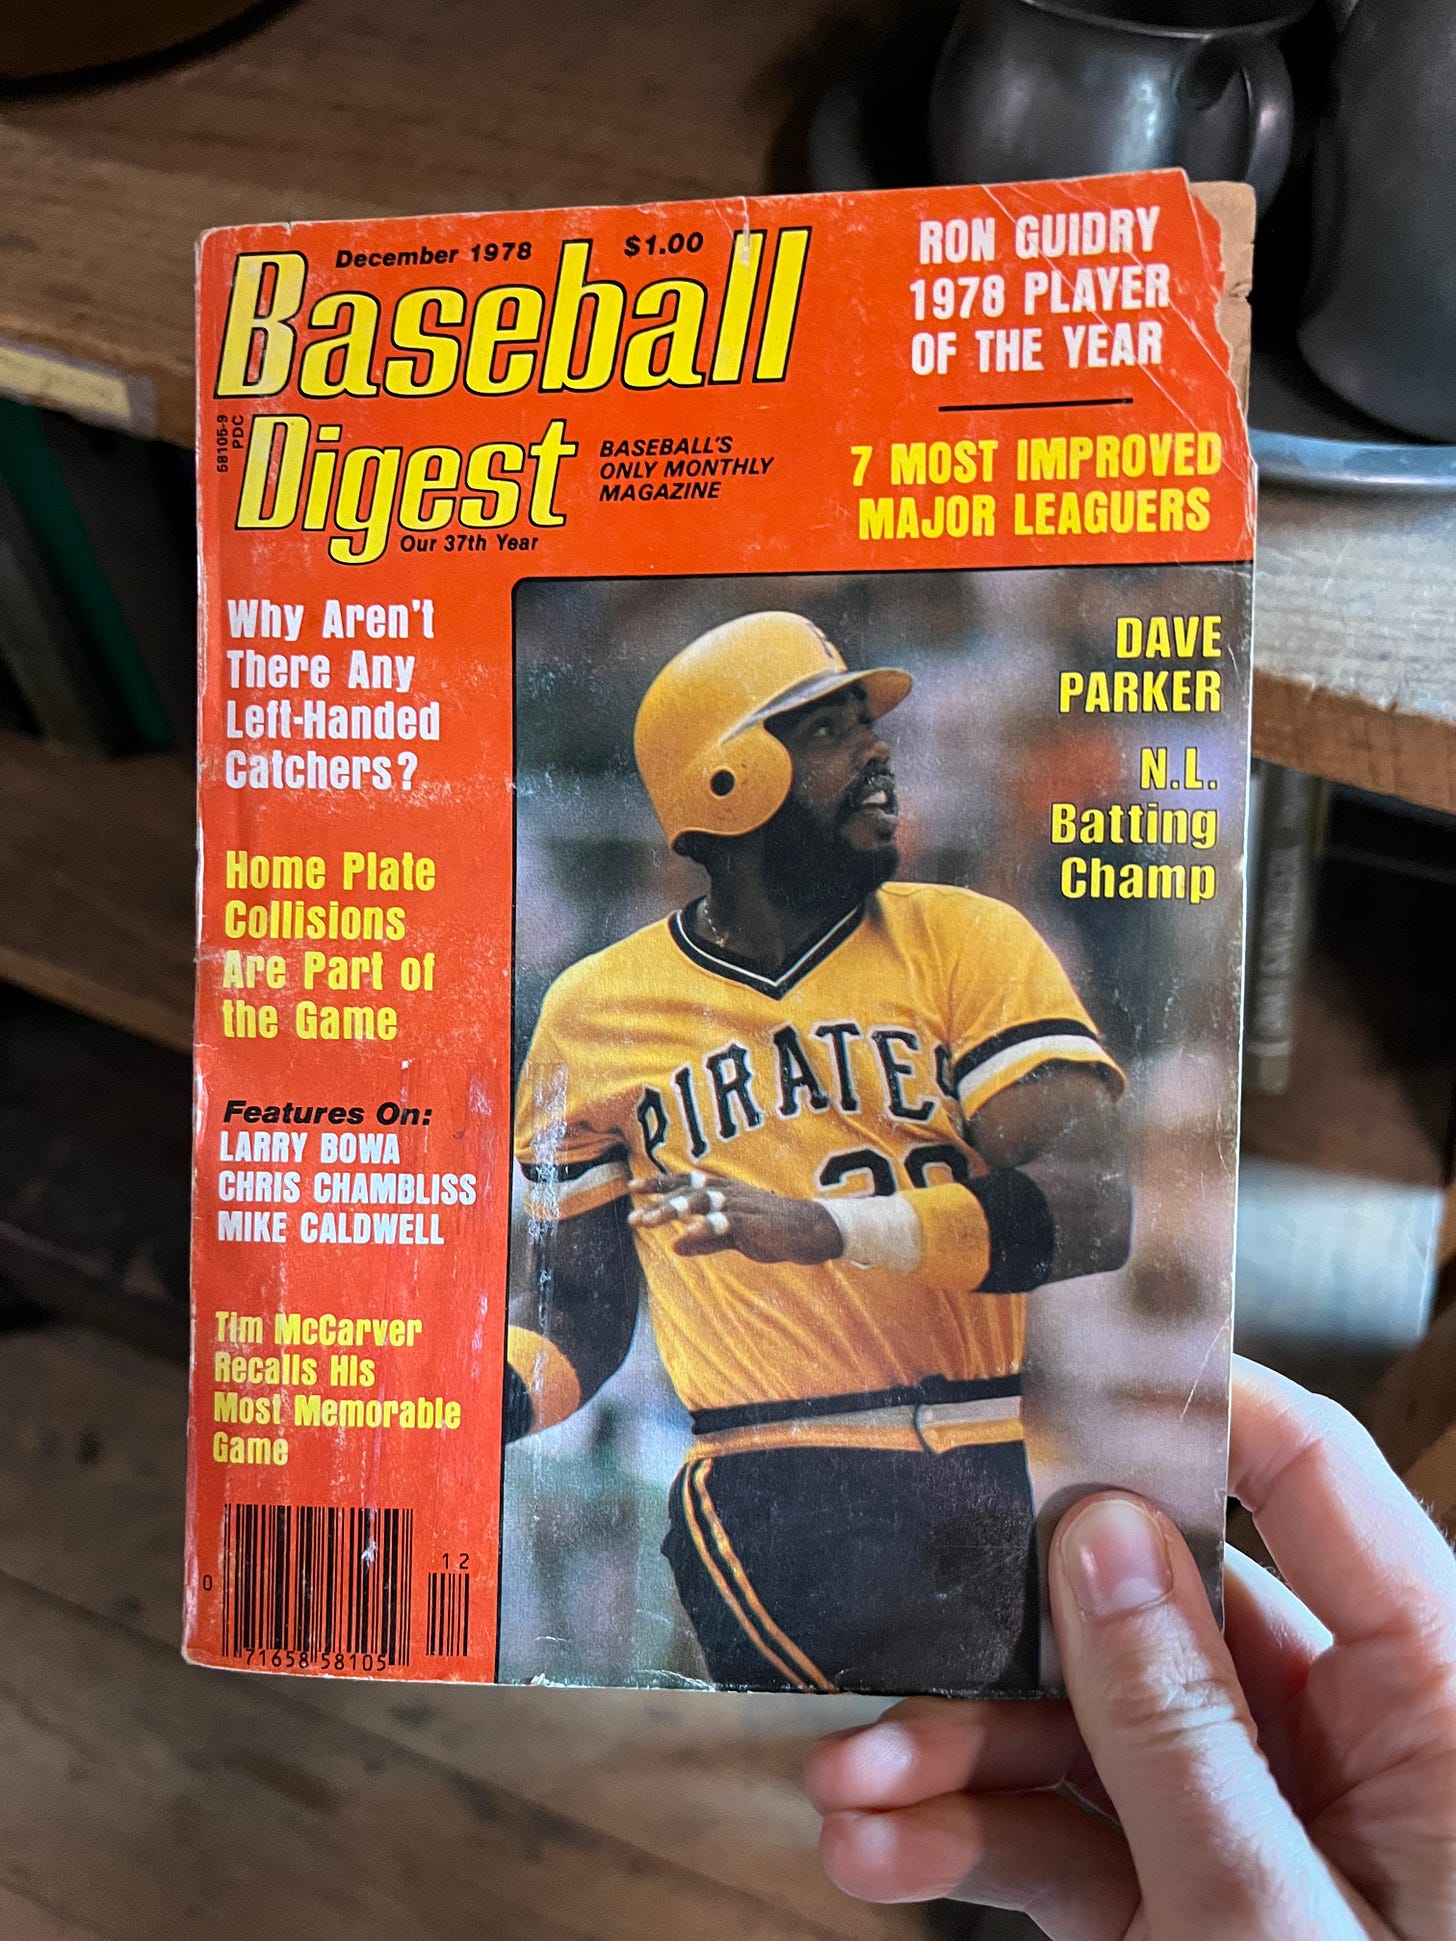 December 1978
$1.00
Baseball
Digest
58105-9
PDC
BASEBALL'S
ONLY MONTHLY
MAGAZINE
Our 37th Year
RON GUIDRY
1978 PLAYER
OF THE YEAR
7 MOST IMPROVED
MAJOR LEAGUERS
Why Aren't
There Any
Left-Handed
Catchers?
Home Plate
Collisions
Are Part of
the Game
Features On:
LARRY BOWA
CHRIS CHAMBLISS
MIKE CALDWELL
Tim McCarver
Recalls His
Most Memorable
Game
DAVE
PARKER
N.L.
Batting
Champ
PIRATES
0
71658 58105
12